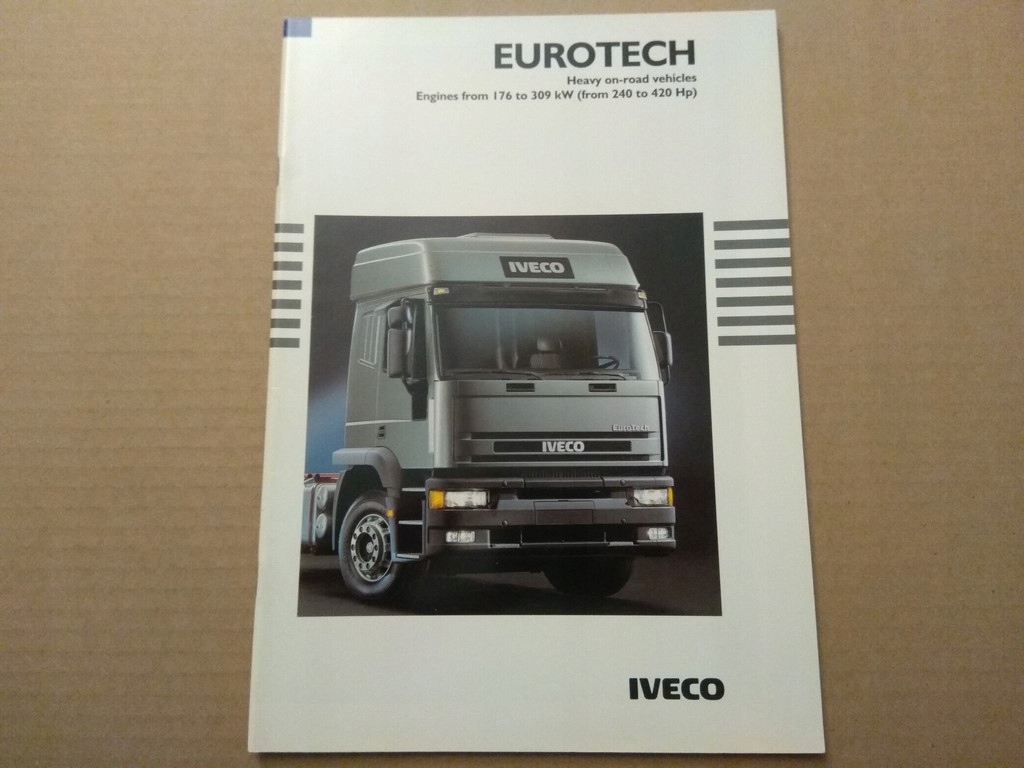 EUROTECH
Heavy on-road vehicles
Engines from 176 to 309 kW (from 240 to 420 Hp)
IVECO
EuroTech
IVECO
IVECO